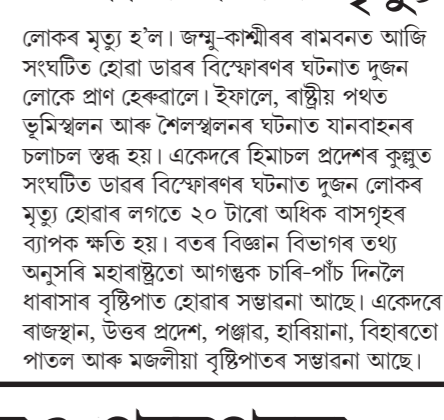 লোকৰ মৃত্যু হ'ল। জম্মু-কাশ্মীৰৰ ৰামবনত আজি
সংঘটিত হোৱা ডাৱৰ বিস্ফোৰণৰ ঘটনাত দুজন
লোকে প্ৰাণ হেৰুৱালে। ইফালে, ৰাষ্ট্ৰীয় পথত
ভূমিস্খলন আৰু শৈলস্খলনৰ ঘটনাত যানবাহনৰ
চলাচল স্তব্ধ হয়। একেদৰে হিমাচল প্ৰদেশৰ কুল্লুত
সংঘটিত ডাৱৰ বিস্ফোৰণৰ ঘটনাত দুজন লোকৰ
মৃত্যু হোৱাৰ লগতে ২০ টাৰো অধিক বাসগৃহৰ
ব্যাপক ক্ষতি হয়। বতৰ বিজ্ঞান বিভাগৰ তথ্য
অনুসৰি মহাৰাষ্ট্ৰতো আগন্তুক চাৰি-পাঁচ দিনলৈ
ধাৰাসাৰ বৃষ্টিপাত হোৱাৰ সম্ভাৱনা আছে। একেদৰে
ৰাজস্থান, উত্তৰ প্ৰদেশ, পঞ্জাৱ, হাৰিয়ানা, বিহাৰতো
পাতল আৰু মজলীয়া বৃষ্টিপাতৰ সম্ভাৱনা আছে।